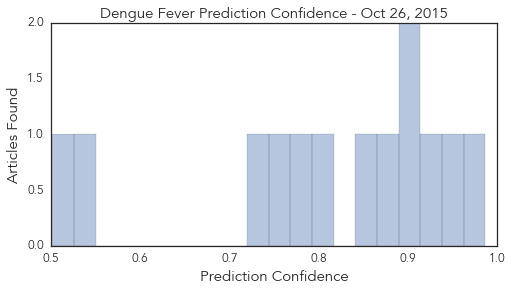 Dengue Fever Prediction Confidence - Oct 26, 2015
2.0
1.5
1.0
0.5
0.0
Articles Found
0.5 0.6 0.7 0.8 0.9 1.0
Prediction Confidence